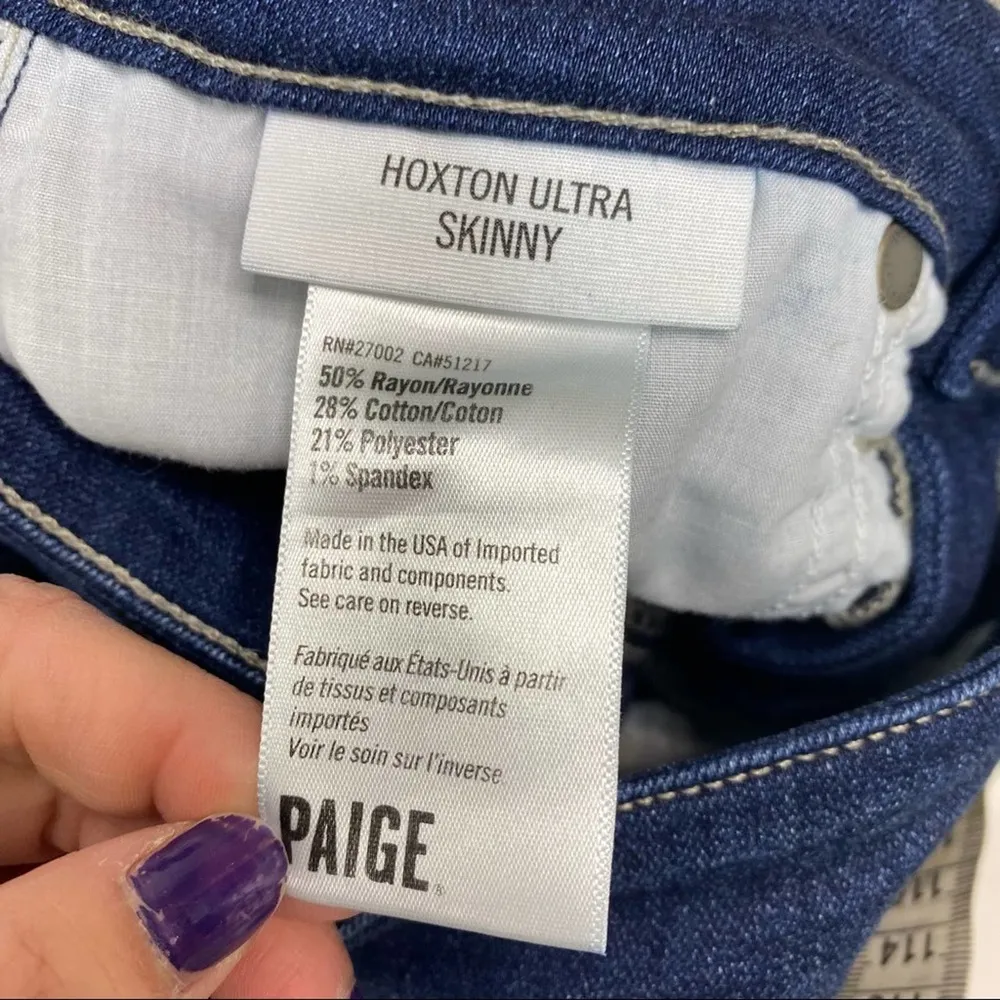 HOXTON ULTRA
SKINNY
RN#27002 CA#51217
50% Rayon/Rayonne
28% Cotton/Coton
21% Polyester
1% Spandex
Made in the USA of Imported
fabric and components.
See care on reverse.
Fabriqué aux États-Unis à partir
de tissus et composants
importés
Voir le soin sur l'inverse
PAIGE®
114